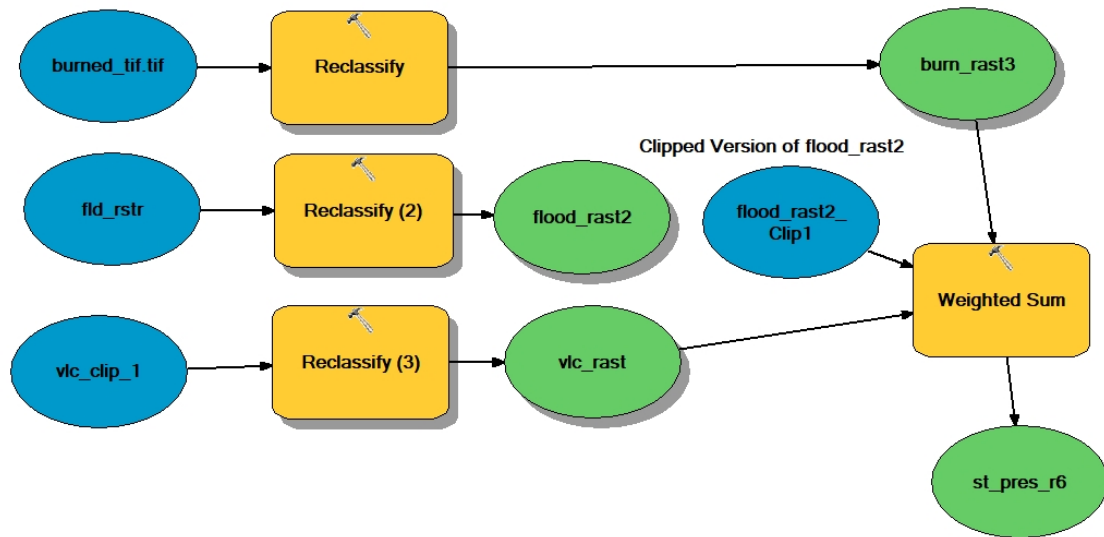 burned_tif.tif
Reclassify
burn_rast3
Clipped Version of flood_rast2
fld_rstr
Reclassify (2)
flood_rast2
flood_rast2_
Clip1
Weighted Sum
vlc_clip_1
Reclassify (3)
vlc_rast
st_pres_r6